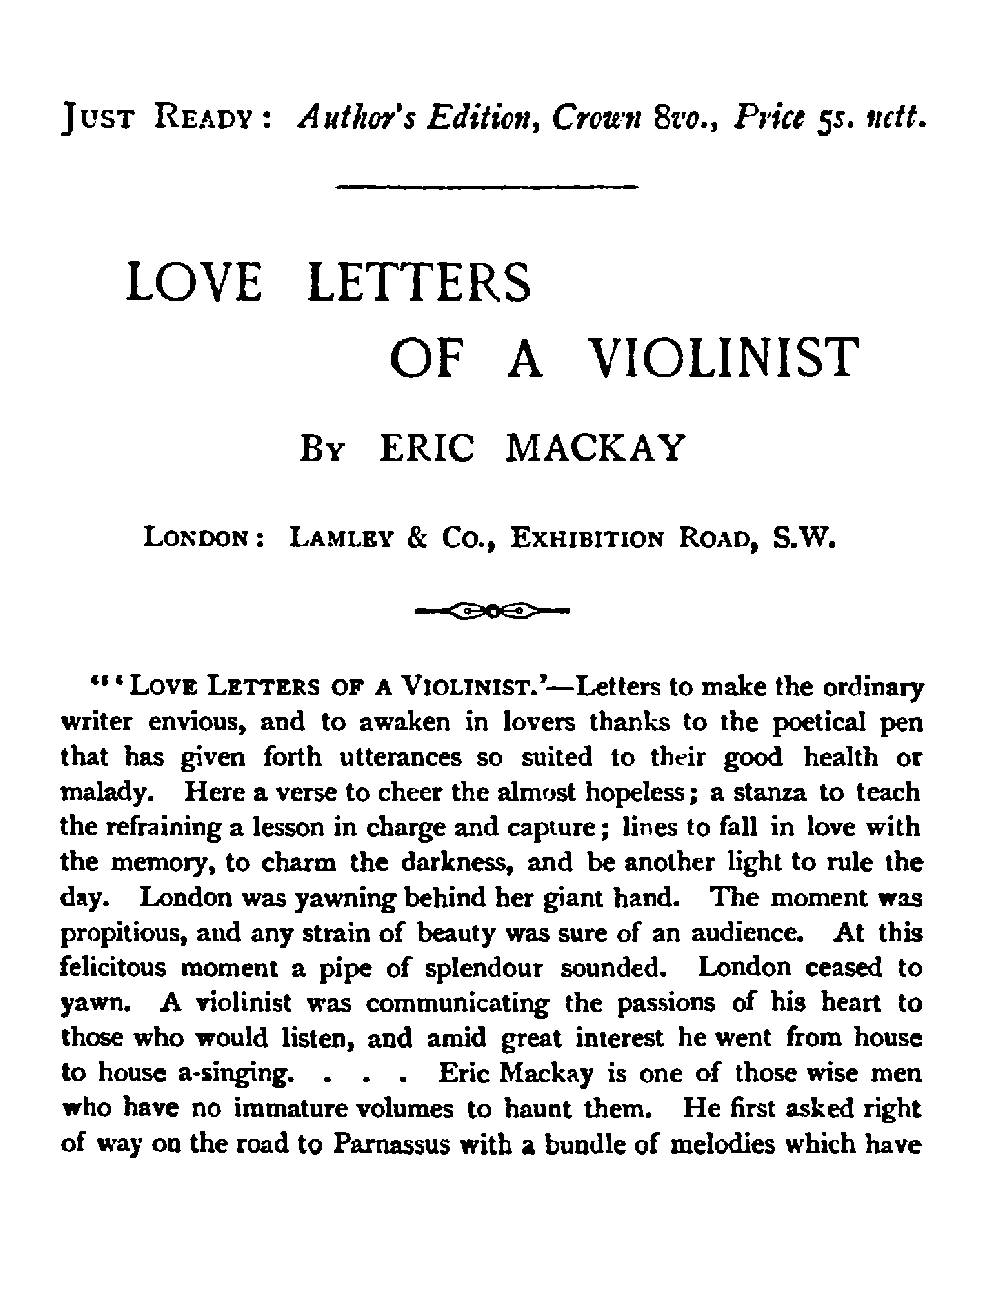 JUST READY: Author's Edition, Crown 8vo., Price 5s. nett.
LOVE LETTERS
OF A VIOLINIST
BY ERIC MACKAY
LONDON: LAMLEY & CO., EXHIBITION ROAD, S.W.
"'LOVE LETTERS OF A VIOLINIST.'—Letters to make the ordinary
writer envious, and to awaken in lovers thanks to the poetical pen
that has given forth utterances so suited to their good health or
malady. Here a verse to cheer the almost hopeless; a stanza to teach
the refraining a lesson in charge and capture; lines to fall in love with
the memory, to charm the darkness, and be another light to rule the
day. London was yawning behind her giant hand. The moment was
propitious, and any strain of beauty was sure of an audience. At this
felicitous moment a pipe of splendour sounded. London ceased to
yawn. A violinist was communicating the passions of his heart to
those who would listen, and amid great interest he went from house
to house a-singing. . . . Eric Mackay is one of those wise men
who have no immature volumes to haunt them. He first asked right
of way on the road to Parnassus with a bundle of melodies which have